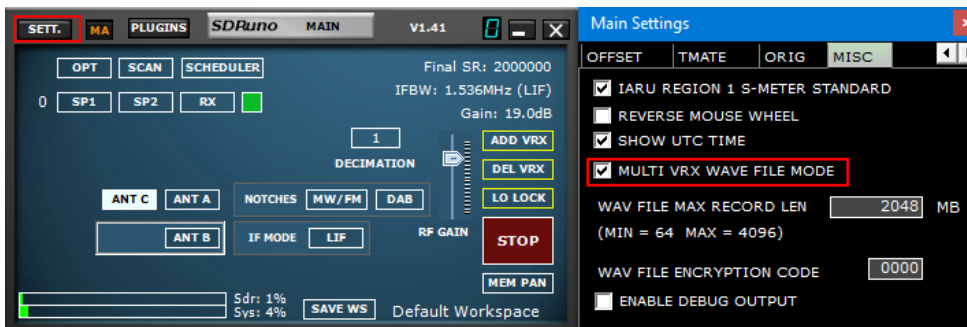 SETT. MA PLUGINS SDRuno MAIN V1.41 0
OPT SCAN SCHEDULER
Final SR: 2000000
IFBW: 1.536MHz (LIF)
0 SP1 SP2 RX
Gain: 19.0dB
1
DECIMATION
ADD VRX
DEL VRX
ANT C ANT A NOTCHES MW/FM DAB
LO LOCK
ANT B IF MODE LIF
RF GAIN
STOP
MEM PAN
Sdr: 1%
Sys: 4%
SAVE WS Default Workspace
Main Settings
OFFSET TMATE ORIG MISC
IARU REGION 1 S-METER STANDARD
REVERSE MOUSE WHEEL
SHOW UTC TIME
MULTI VRX WAVE FILE MODE
WAV FILE MAX RECORD LEN 2048 MB
(MIN = 64 MAX = 4096)
WAV FILE ENCRYPTION CODE 0000
ENABLE DEBUG OUTPUT